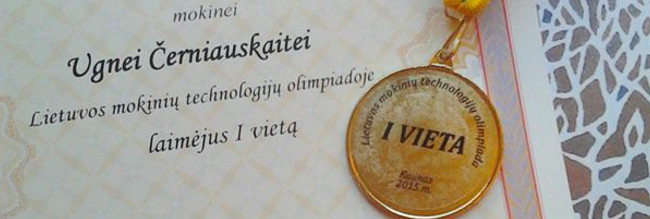 mokinei
Ugnei Černiauskaitei
Lietuvos mokinių technologijų olimpiadoje
laimėjus I vietą
Lietuvos mokinių technologijų olimpiada
I VIETA
Kaunas
2015 m.